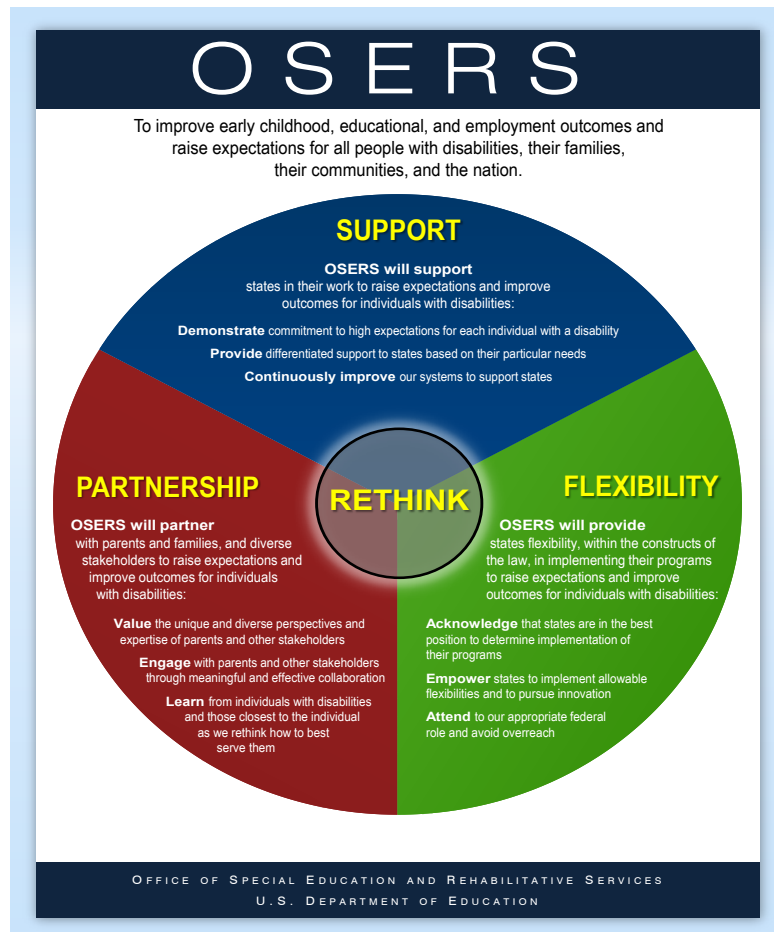 OSERS
To improve early childhood, educational, and employment outcomes and
raise expectations for all people with disabilities, their families,
their communities, and the nation.
SUPPORT
OSERS will support
states in their work to raise expectations and improve
outcomes for individuals with disabilities:
Demonstrate commitment to high expectations for each individual with a disability
Provide differentiated support to states based on their particular needs
Continuously improve our systems to support states
PARTNERSHIP
OSERS will partner
with parents and families, and diverse
stakeholders to raise expectations and
improve outcomes for individuals
with disabilities:
Value the unique and diverse perspectives and
expertise of parents and other stakeholders
Engage with parents and other stakeholders
through meaningful and effective collaboration
Learn from individuals with disabilities
and those closest to the individual
as we rethink how to best
serve them
RETHINK
FLEXIBILITY
OSERS will provide
states flexibility, within the constructs of
the law, in implementing their programs
to raise expectations and improve
outcomes for individuals with disabilities:
Acknowledge that states are in the best
position to determine implementation of
their programs
Empower states to implement allowable
flexibilities and to pursue innovation
Attend to our appropriate federal
role and avoid overreach
Office of Special Education and Rehabilitative Services
U.S. Department of Education